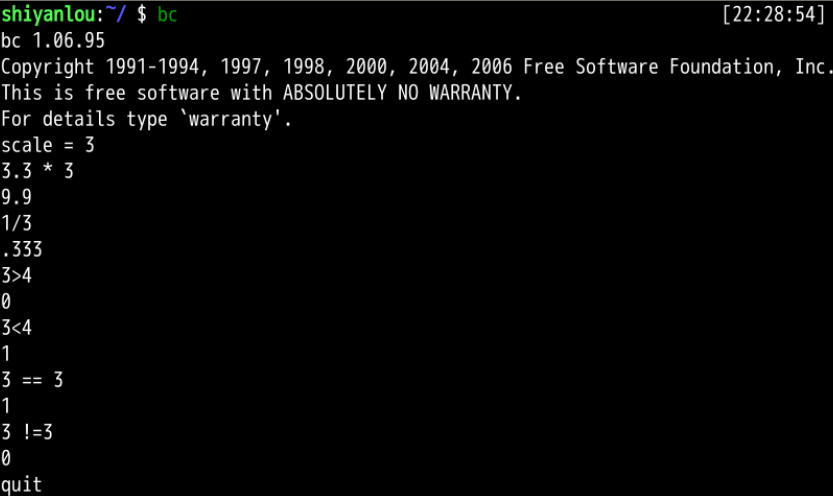 shiyanlou:~/ $ bc [22:28:54]
bc 1.06.95
Copyright 1991-1994, 1997, 1998, 2000, 2004, 2006 Free Software Foundation, Inc.
This is free software with ABSOLUTELY NO WARRANTY.
For details type `warranty'.
scale = 3
3.3 * 3
9.9
1/3
.333
3>4
0
3<4
1
3 == 3
1
3 !=3
0
quit